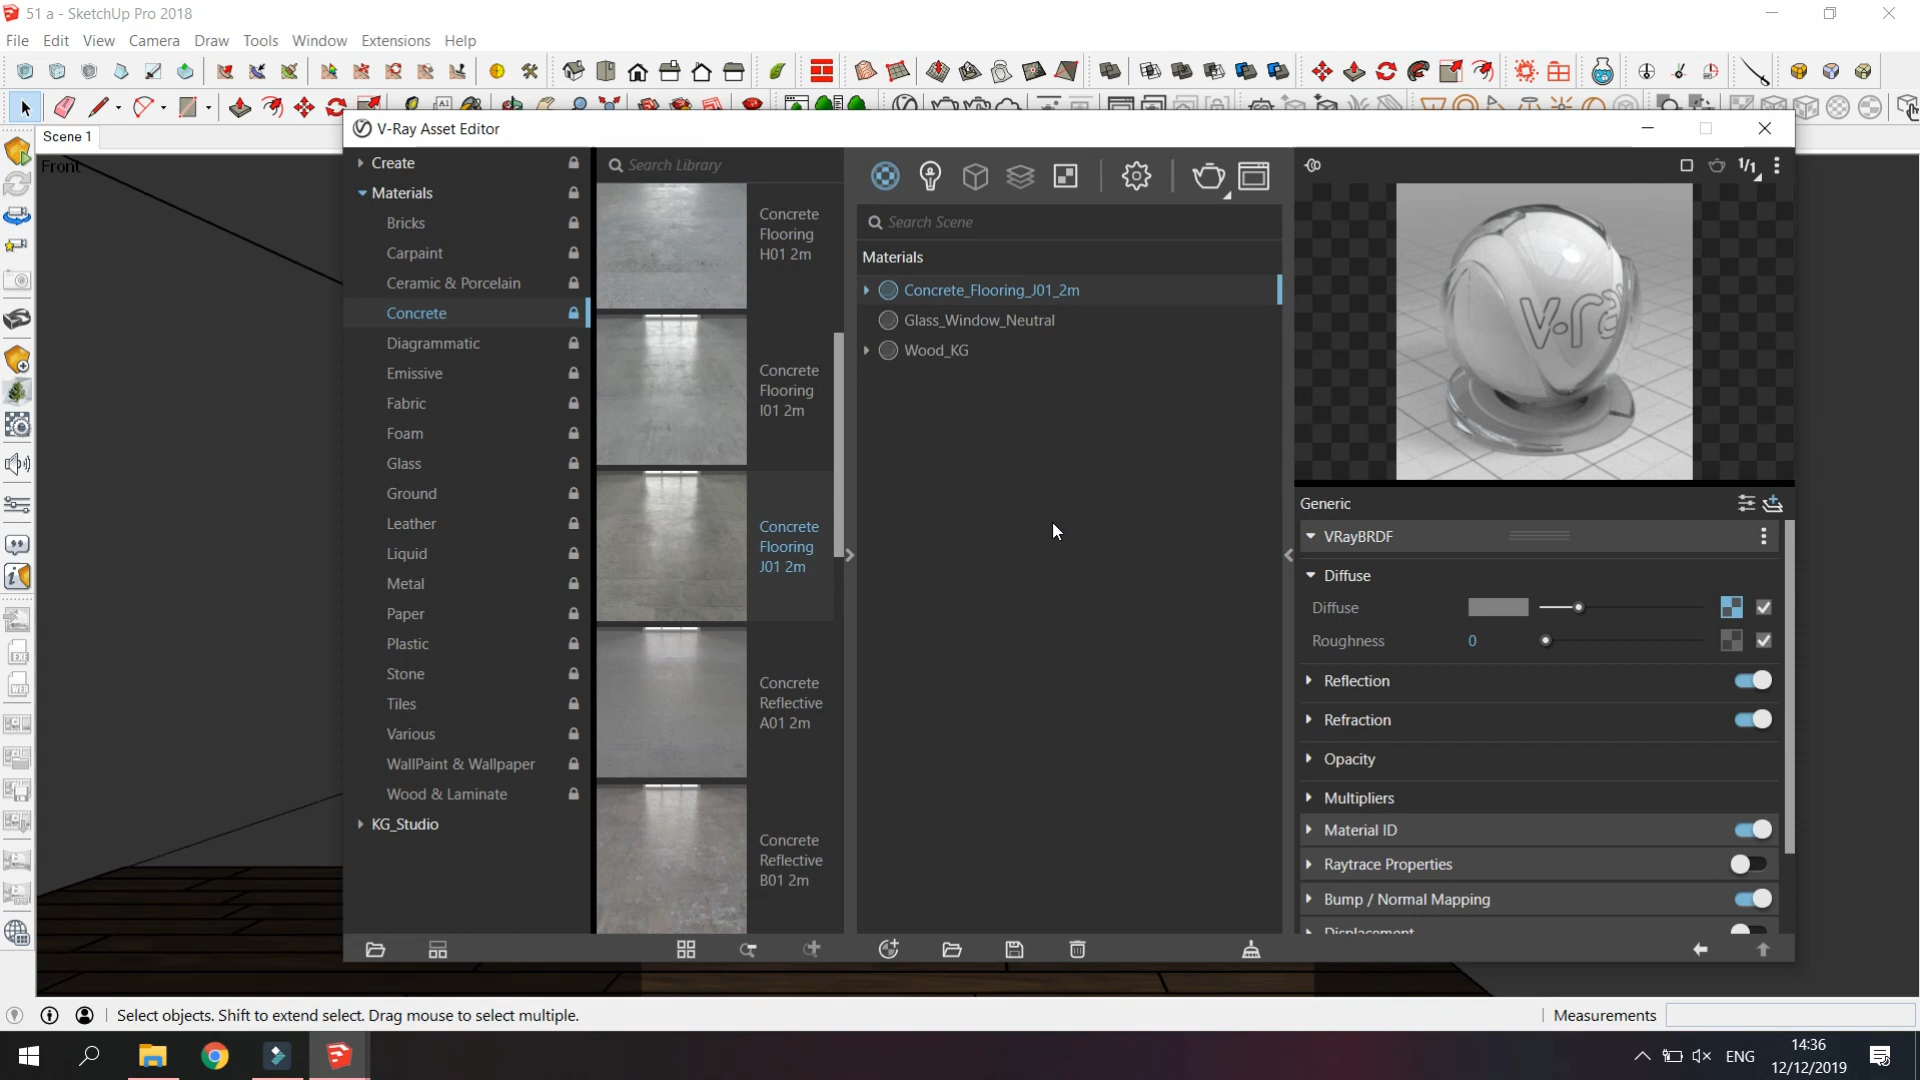 51 a - SketchUp Pro 2018
File Edit View Camera Draw Tools Window Extensions Help
Scene 1
Front
V-Ray Asset Editor
Create
Materials
Bricks
Carpaint
Ceramic & Porcelain
Concrete
Diagrammatic
Emissive
Fabric
Foam
Glass
Ground
Leather
Liquid
Metal
Paper
Plastic
Stone
Tiles
Various
WallPaint & Wallpaper
Wood & Laminate
KG_Studio
Search Library
Concrete
Flooring
H01 2m
Concrete
Flooring
I01 2m
Concrete
Flooring
J01 2m
Concrete
Reflective
A01 2m
Concrete
Reflective
B01 2m
Search Scene
Materials
Concrete_Flooring_J01_2m
Glass_Window_Neutral
Wood_KG
1/1
Generic
VRayBRDF
Diffuse
Diffuse
Roughness 0
Reflection
Refraction
Opacity
Multipliers
Material ID
Raytrace Properties
Bump / Normal Mapping
Displacement
Select objects. Shift to extend select. Drag mouse to select multiple.
Measurements
ENG
14:36
12/12/2019